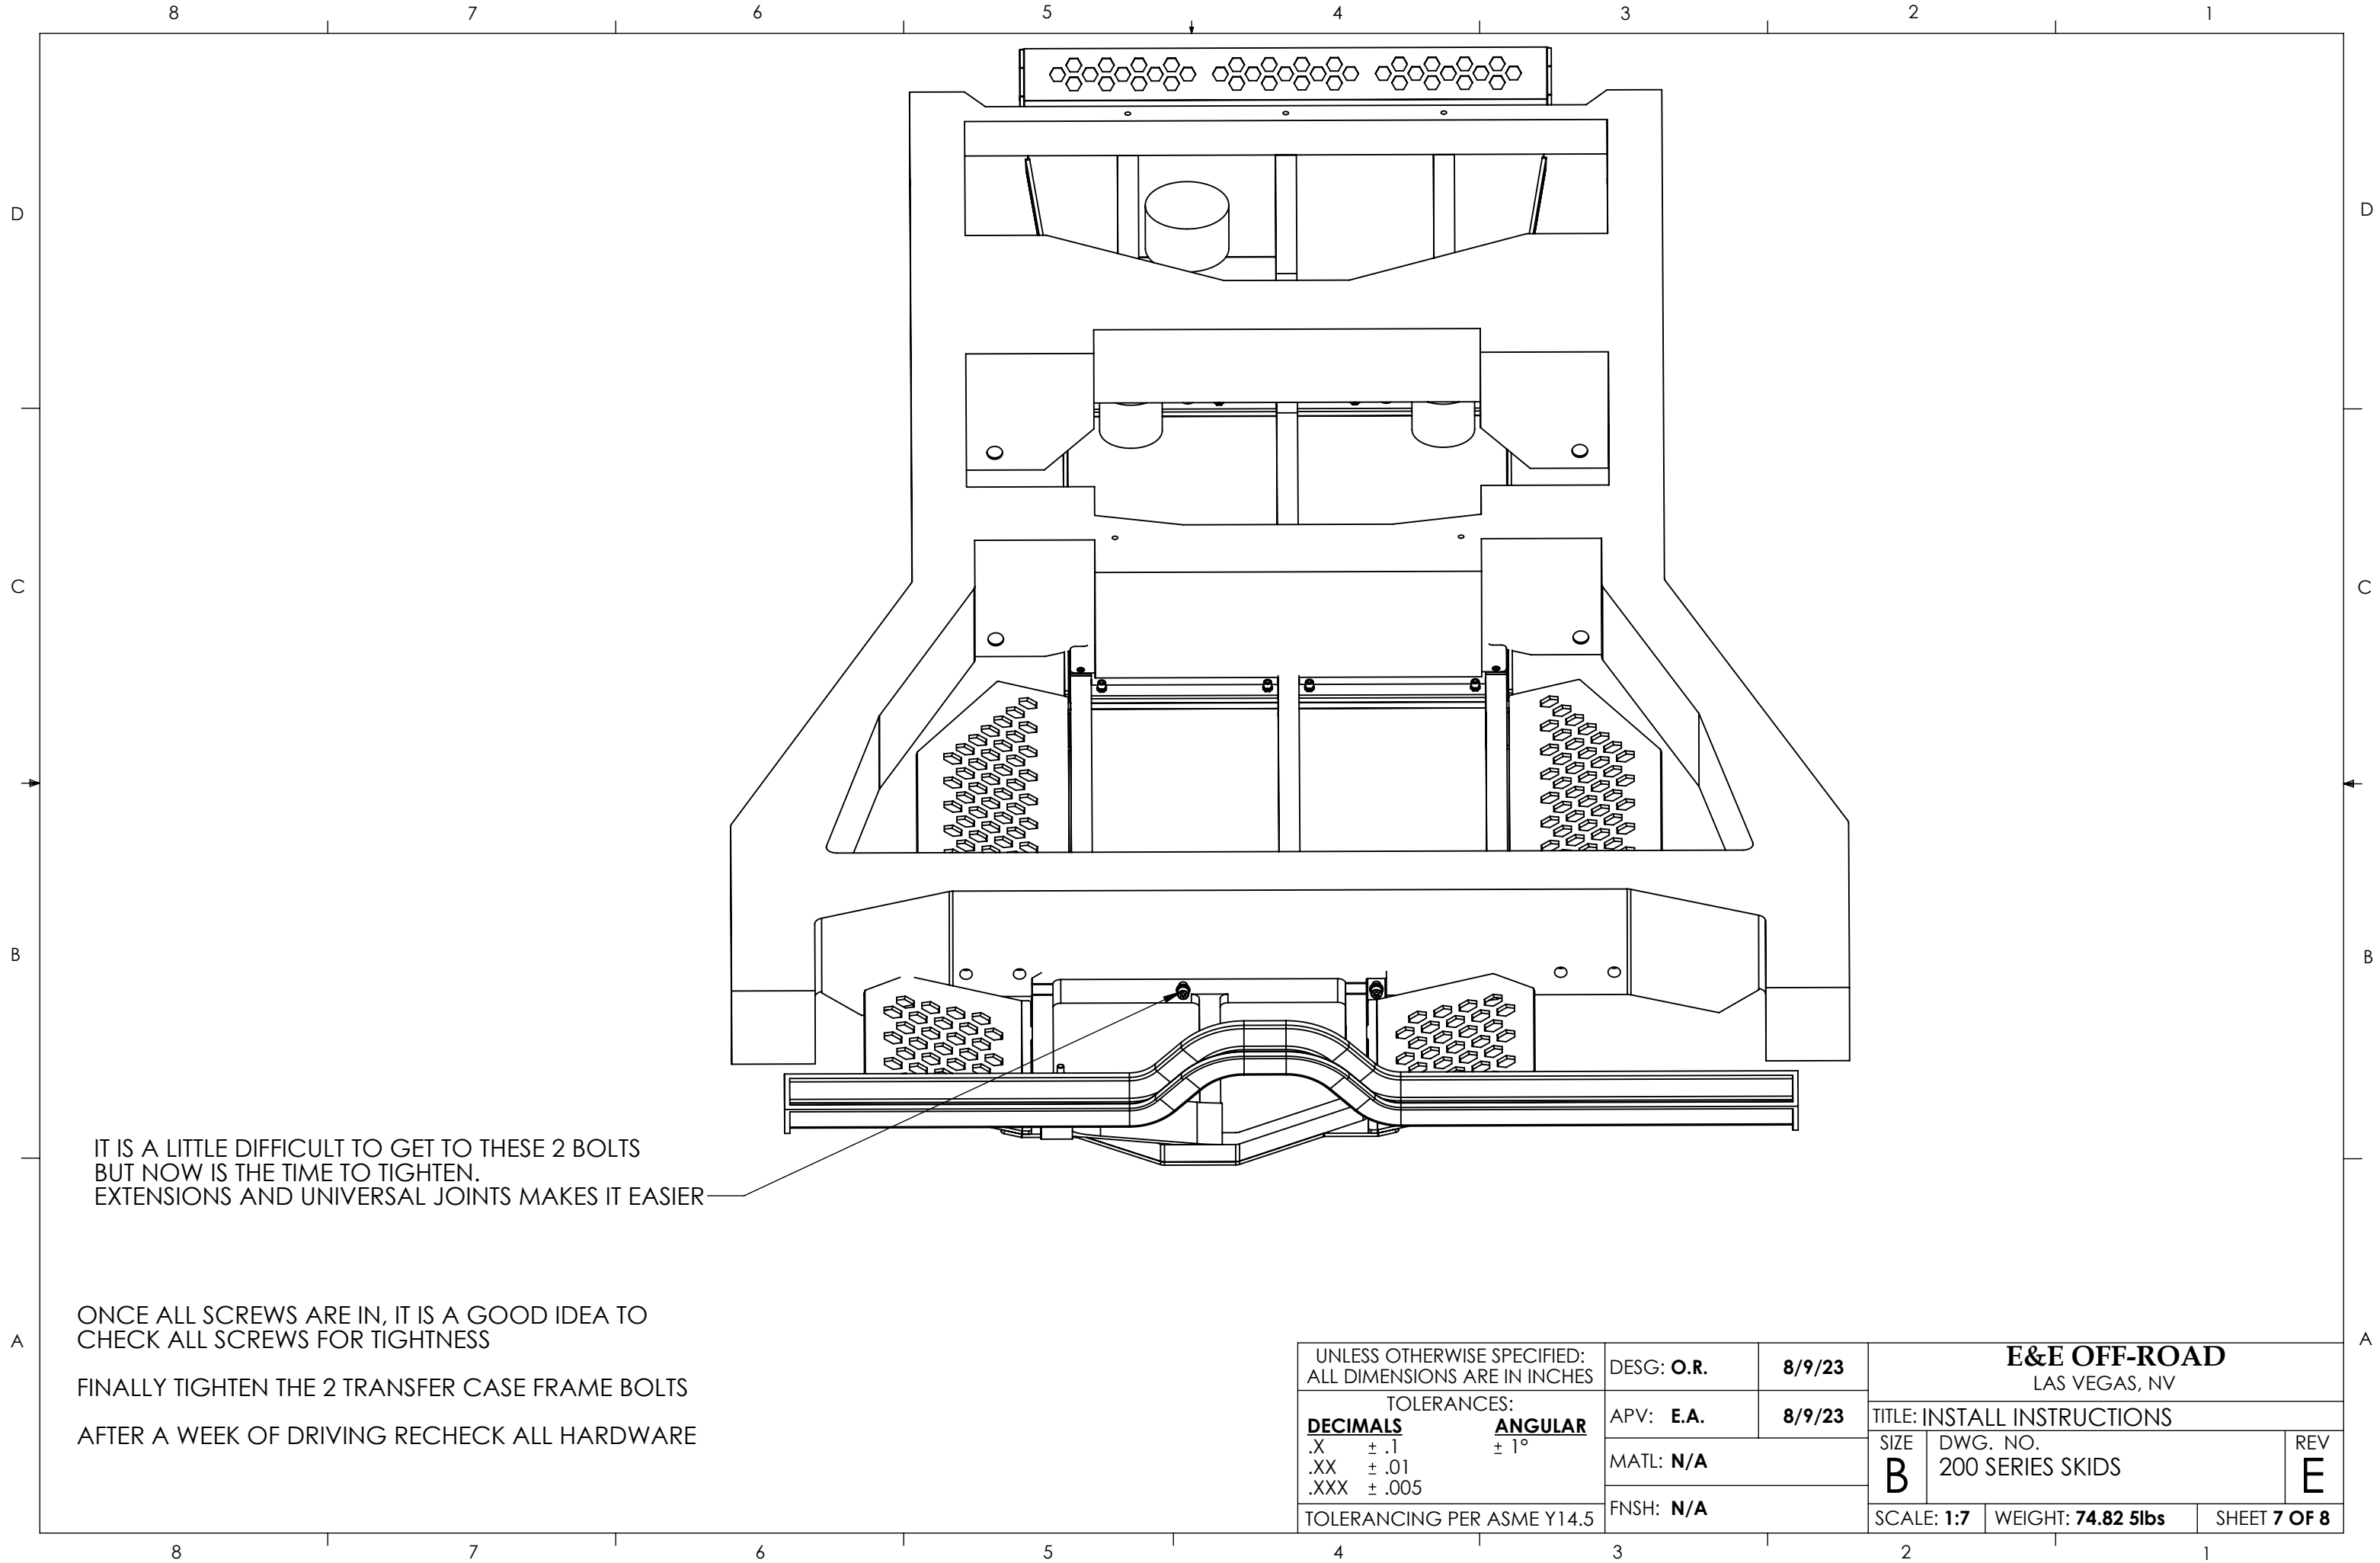 8 7 6 5 4 3 2 1
D D
C C
B B
IT IS A LITTLE DIFFICULT TO GET TO THESE 2 BOLTS
BUT NOW IS THE TIME TO TIGHTEN.
EXTENSIONS AND UNIVERSAL JOINTS MAKES IT EASIER
ONCE ALL SCREWS ARE IN, IT IS A GOOD IDEA TO
CHECK ALL SCREWS FOR TIGHTNESS
FINALLY TIGHTEN THE 2 TRANSFER CASE FRAME BOLTS
AFTER A WEEK OF DRIVING RECHECK ALL HARDWARE
A A
UNLESS OTHERWISE SPECIFIED:
ALL DIMENSIONS ARE IN INCHES
TOLERANCES:
DECIMALS ANGULAR
.X ± .1 ± 1°
.XX ± .01
.XXX ± .005
TOLERANCING PER ASME Y14.5
DESG: O.R. 8/9/23
APV: E.A. 8/9/23
MATL: N/A
FNSH: N/A
E&E OFF-ROAD
LAS VEGAS, NV
TITLE: INSTALL INSTRUCTIONS
SIZE DWG. NO. REV
B 200 SERIES SKIDS E
SCALE: 1:7 WEIGHT: 74.82 5lbs SHEET 7 OF 8
8 7 6 5 4 3 2 1